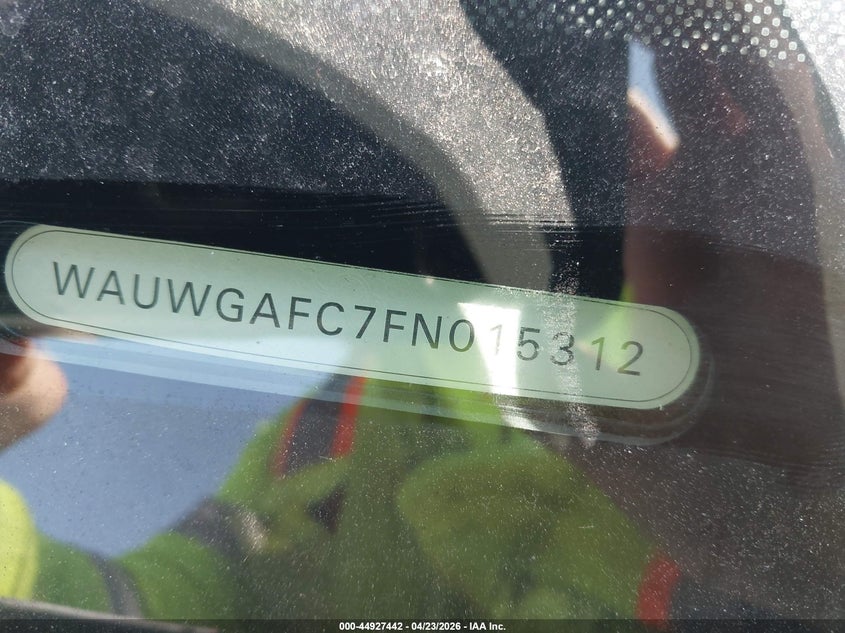 WAUWGAFC7FN015312
000-44927442 - 04/23/2026 - IAA Inc.